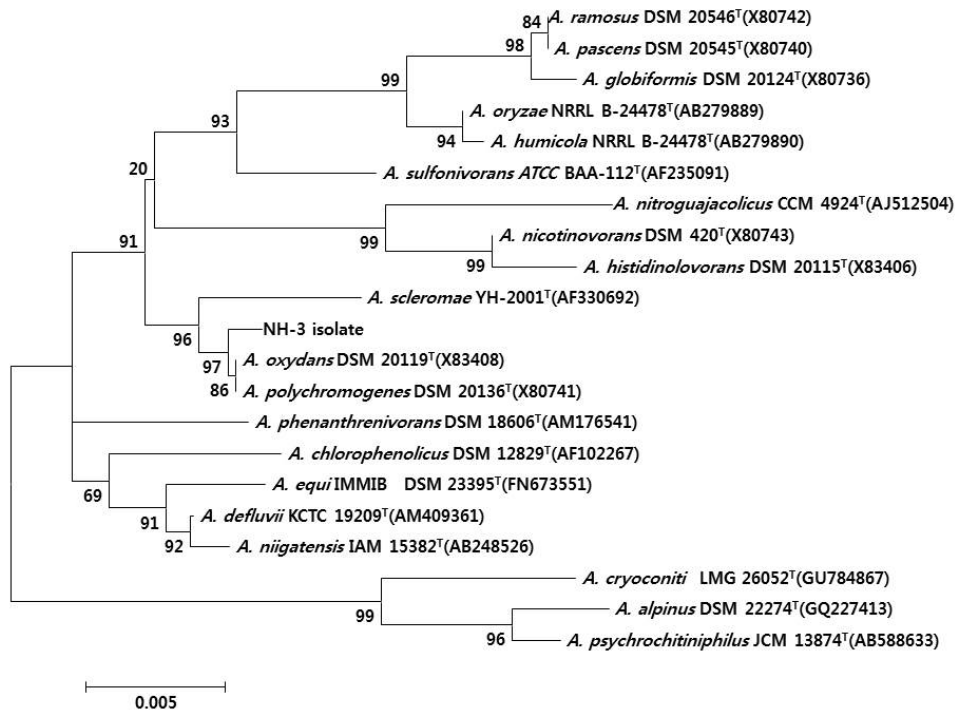 84 A. ramosus DSM 20546ᵀ(X80742)
98 A. pascens DSM 20545ᵀ(X80740)
99 A. globiformis DSM 20124ᵀ(X80736)
A. oryzae NRRL B-24478ᵀ(AB279889)
93
94 A. humicola NRRL B-24478ᵀ(AB279890)
20 A. sulfonivorans ATCC BAA-112ᵀ(AF235091)
A. nitroguajacolicus CCM 4924ᵀ(AJ512504)
91 99 A. nicotinovorans DSM 420ᵀ(X80743)
99 A. histidinolovorans DSM 20115ᵀ(X83406)
A. scleromae YH-2001ᵀ(AF330692)
96 NH-3 isolate
97 A. oxydans DSM 20119ᵀ(X83408)
86 A. polychromogenes DSM 20136ᵀ(X80741)
A. phenanthrenivorans DSM 18606ᵀ(AM176541)
A. chlorophenolicus DSM 12829ᵀ(AF102267)
69 A. equi IMMIB DSM 23395ᵀ(FN673551)
91 A. defluvii KCTC 19209ᵀ(AM409361)
92 A. niigatensis IAM 15382ᵀ(AB248526)
A. cryoconiti LMG 26052ᵀ(GU784867)
99 A. alpinus DSM 22274ᵀ(GQ227413)
96 A. psychrochitiniphilus JCM 13874ᵀ(AB588633)
0.005